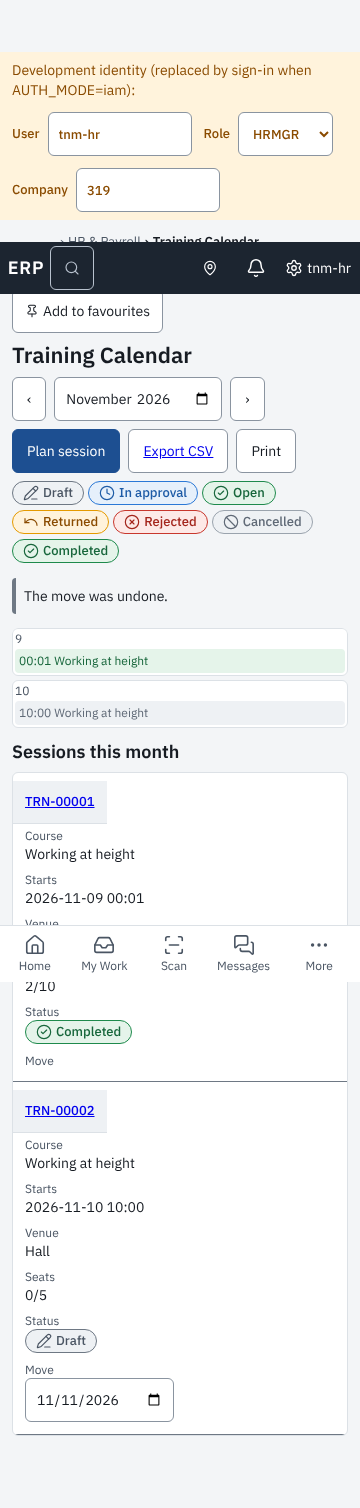 Development identity (replaced by sign-in when
AUTH_MODE=iam):
User tnm-hr Role HRMGR
Company 319
› HR & Payroll › Training Calendar
ERP tnm-hr
Add to favourites
Training Calendar
‹ November 2026 ›
Plan session Export CSV Print
Draft In approval Open
Returned Rejected Cancelled
Completed
The move was undone.
9
00:01 Working at height
10
10:00 Working at height
Sessions this month
TRN-00001
Course
Working at height
Starts
2026-11-09 00:01
Venue
Home My Work Scan Messages More
2/10
Status
Completed
Move
TRN-00002
Course
Working at height
Starts
2026-11-10 10:00
Venue
Hall
Seats
0/5
Status
Draft
Move
11/11/2026